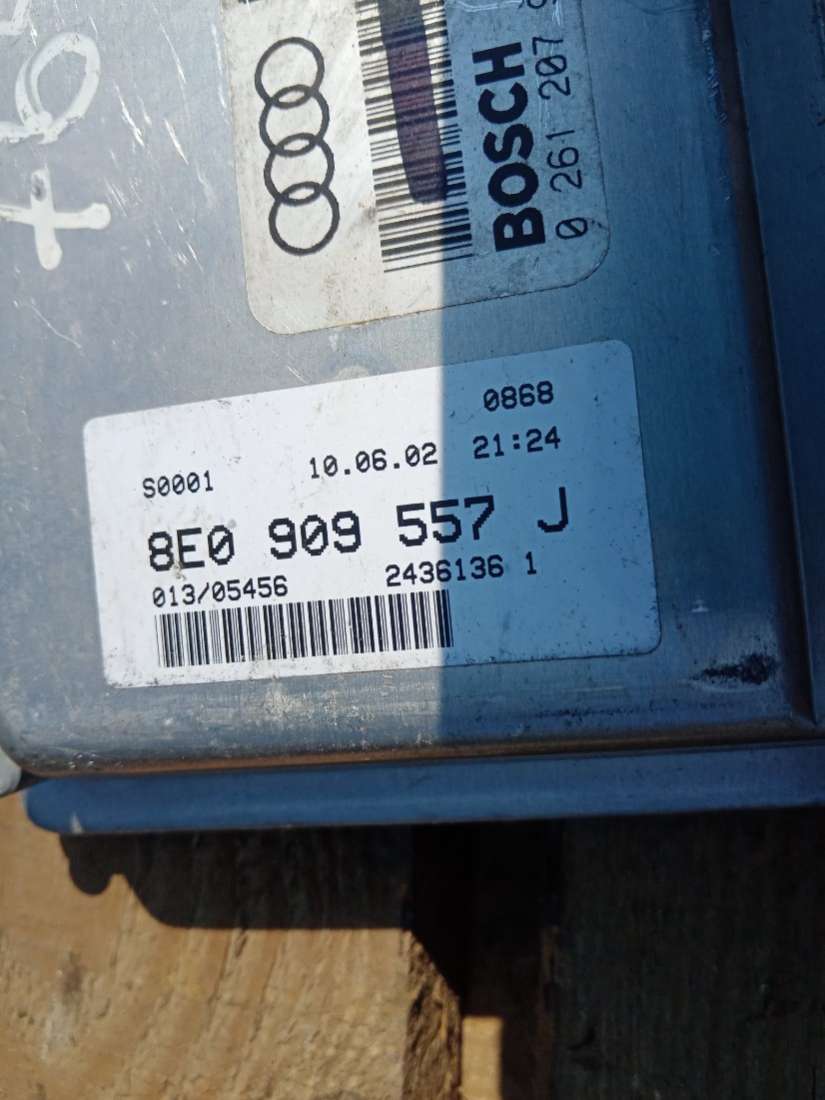 BOSCH
0 261 207
0868
S0001 10.06.02 21:24
8E0 909 557 J
013/05456 2436136 1